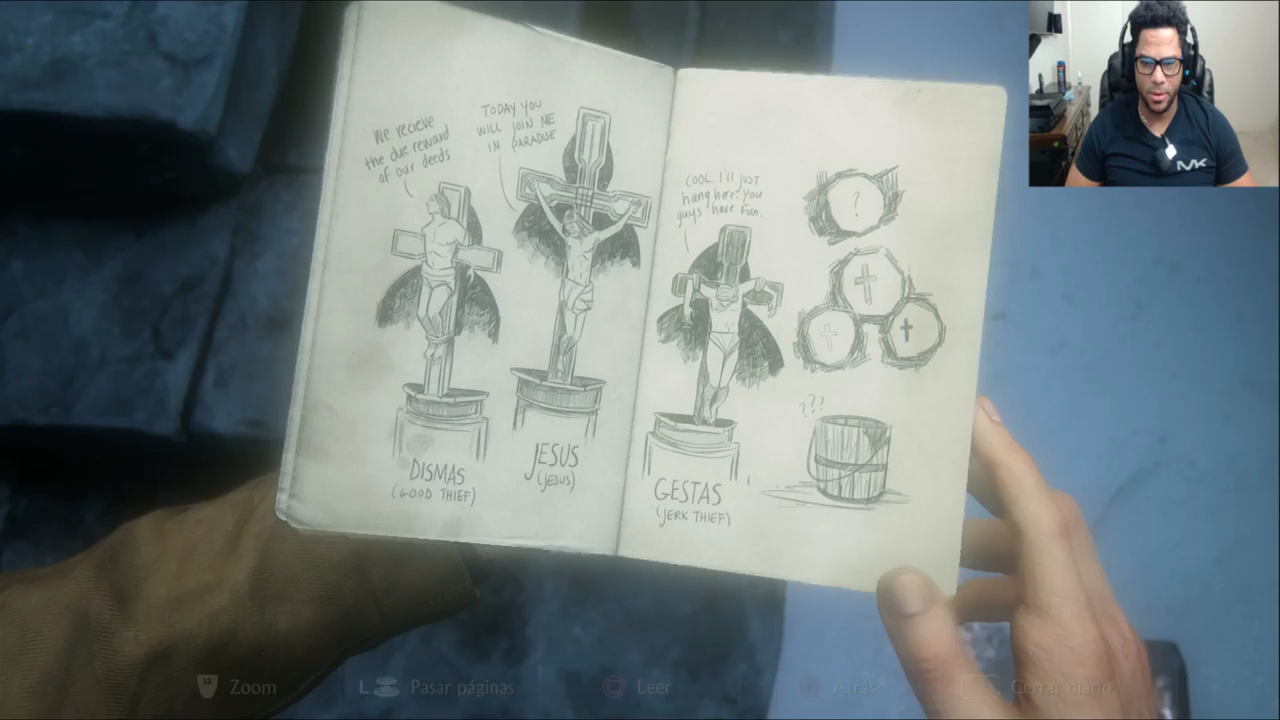 We recieve
the due reward
of our deeds
TODAY YOU
WILL JOIN ME
IN PARADISE
DISMAS
(GOOD THIEF)
JESUS
(JESUS)
COOL. I'LL JUST
hang here. You
guys have fun.
GESTAS
(JERK THIEF)
?
???
L2 Zoom
L Pasar páginas
Leer
Atrás
Cerrar diario